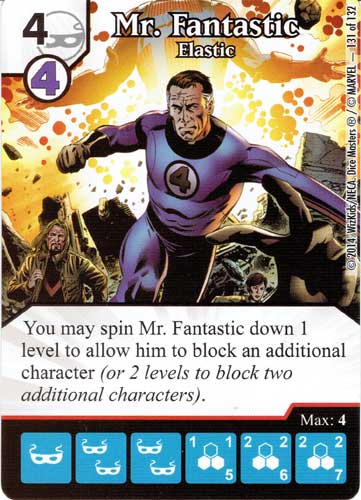 4
Mr. Fantastic
Elastic
4
4
©2014 WizKids/NECA. Dice Masters ® / © MARVEL — 131 of 132
You may spin Mr. Fantastic down 1
level to allow him to block an additional
character (or 2 levels to block two
additional characters).
Max: 4
1 1 5
2 2 6
2 2 7